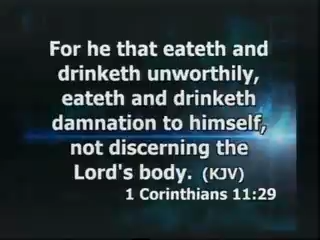 For he that eateth and
drinketh unworthily,
eateth and drinketh
damnation to himself,
not discerning the
Lord's body. (KJV)
1 Corinthians 11:29